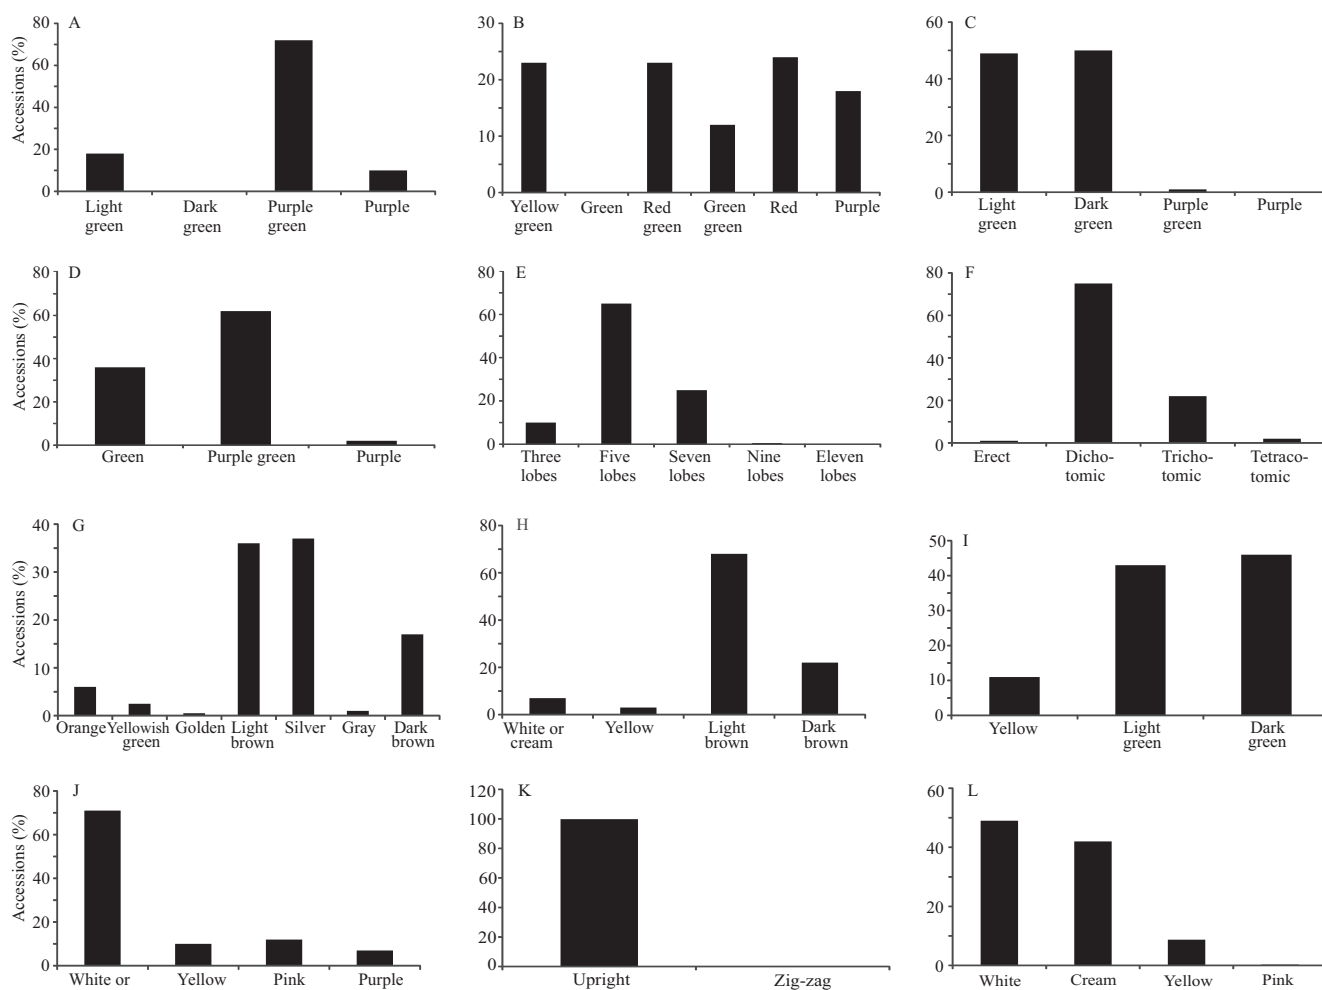 A
Accessions (%)
80
60
40
20
0
Light green
Dark green
Purple green
Purple
B
30
20
10
0
Yellow green
Green
Red green
Green green
Red
Purple
C
60
40
20
0
Light green
Dark green
Purple green
Purple
D
Accessions (%)
80
60
40
20
0
Green
Purple green
Purple
E
80
60
40
20
0
Three lobes
Five lobes
Seven lobes
Nine lobes
Eleven lobes
F
80
60
40
20
0
Erect
Dicho-
tomic
Tricho-
tomic
Tetraco-
tomic
G
Accessions (%)
40
30
20
10
0
Orange
Yellowish green
Golden
Light brown
Silver
Gray
Dark brown
H
80
60
40
20
0
White or cream
Yellow
Light brown
Dark brown
I
50
40
30
20
10
0
Yellow
Light green
Dark green
J
Accessions (%)
80
60
40
20
0
White or
Yellow
Pink
Purple
K
120
100
80
60
40
20
0
Upright
Zig-zag
L
60
40
20
0
White
Cream
Yellow
Pink